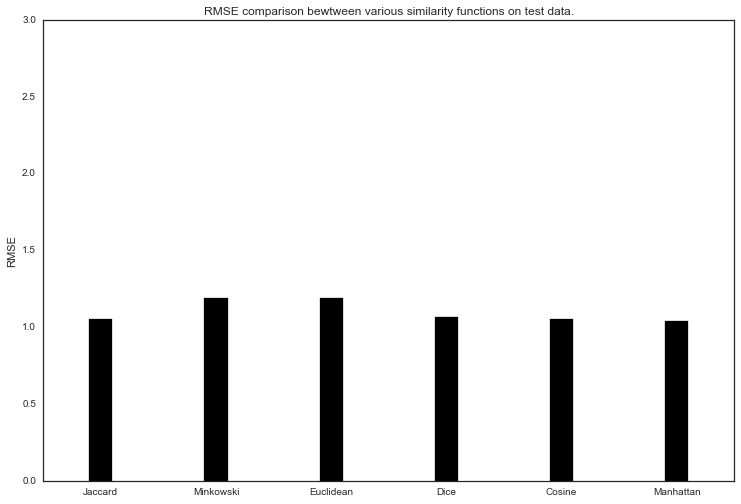 RMSE comparison bewtween various similarity functions on test data.
3.0
2.5
2.0
1.5
1.0
0.5
0.0
RMSE
Jaccard Minkowski Euclidean Dice Cosine Manhattan